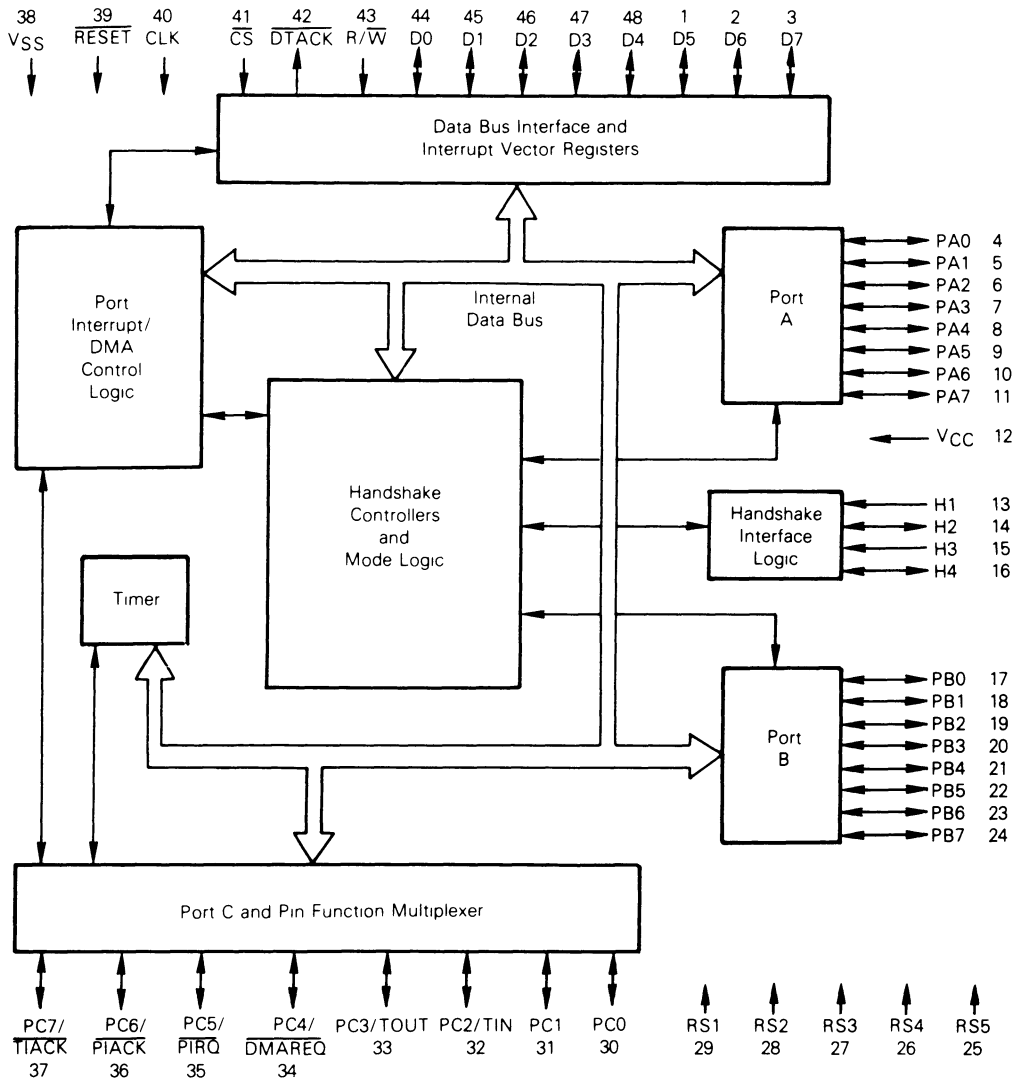 38 39 40 41 42 43 44 45 46 47 48 1 2 3
VSS RESET CLK CS DTACK R/W D0 D1 D2 D3 D4 D5 D6 D7
Data Bus Interface and
Interrupt Vector Registers
Port
Interrupt/
DMA
Control
Logic
Internal
Data Bus
Port
A
PA0 4
PA1 5
PA2 6
PA3 7
PA4 8
PA5 9
PA6 10
PA7 11
VCC 12
Handshake
Controllers
and
Mode Logic
Handshake
Interface
Logic
H1 13
H2 14
H3 15
H4 16
Timer
Port
B
PB0 17
PB1 18
PB2 19
PB3 20
PB4 21
PB5 22
PB6 23
PB7 24
Port C and Pin Function Multiplexer
PC7/
TIACK
37
PC6/
PIACK
36
PC5/
PIRQ
35
PC4/
DMAREQ
34
PC3/TOUT
33
PC2/TIN
32
PC1
31
PC0
30
RS1
29
RS2
28
RS3
27
RS4
26
RS5
25